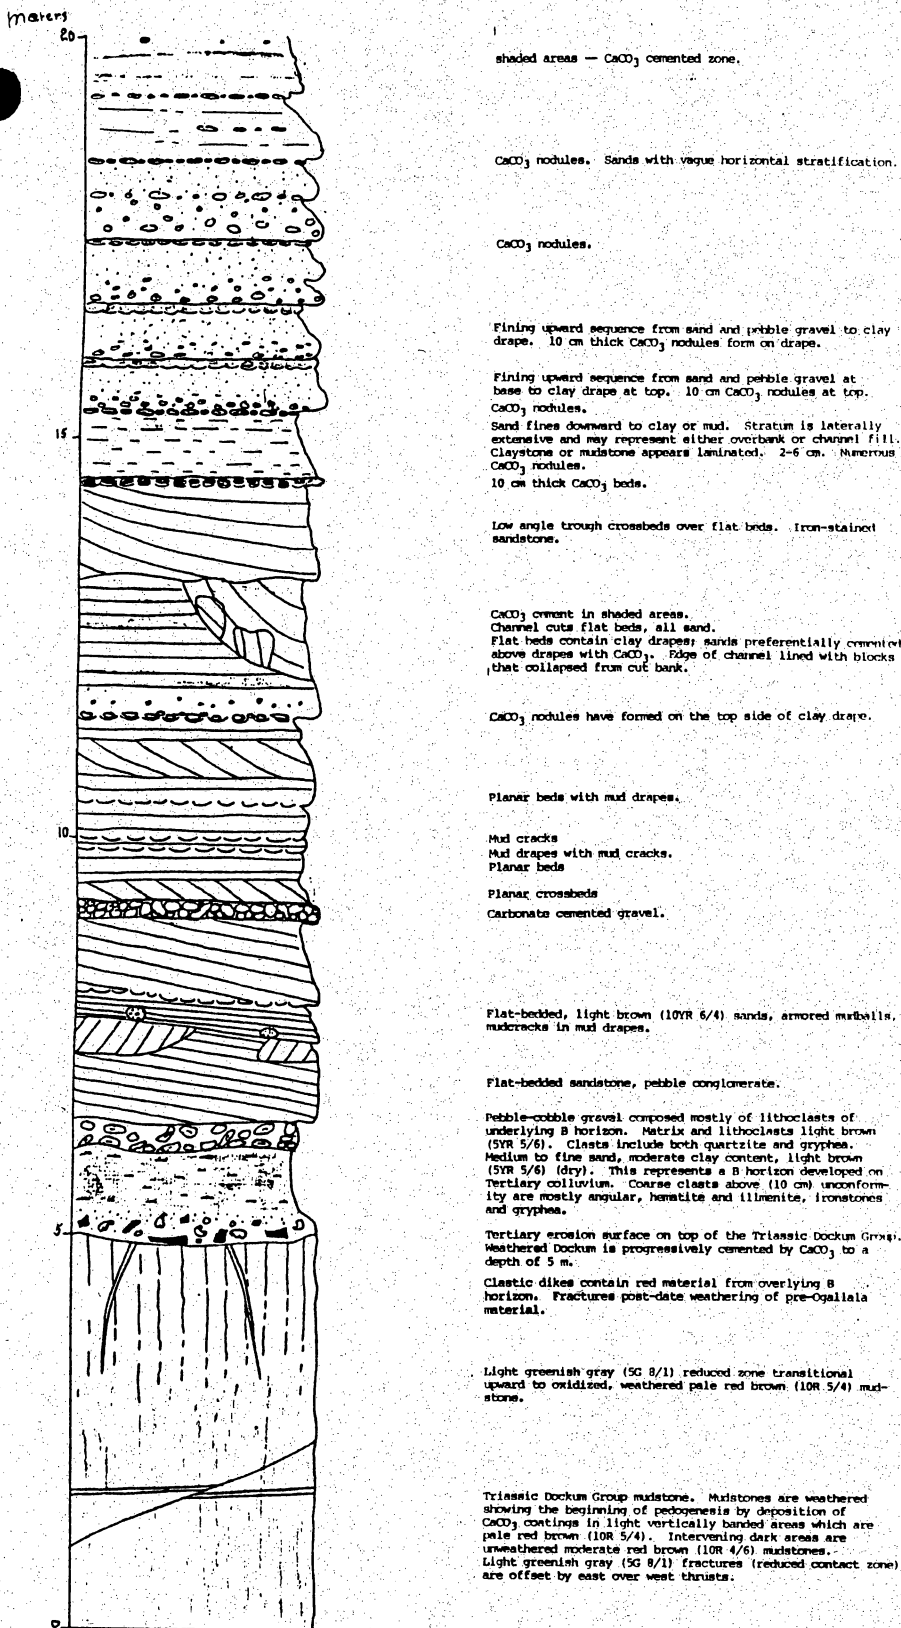 meters
20
shaded areas — CaCO3 cemented zone.
CaCO3 nodules. Sands with vague horizontal stratification.
CaCO3 nodules.
Fining upward sequence from sand and pebble gravel to clay
drape. 10 cm thick CaCO3 nodules form on drape.
Fining upward sequence from sand and pebble gravel at
base to clay drape at top. 10 cm CaCO3 nodules at top.
CaCO3 nodules.
15
Sand fines downward to clay or mud. Stratum is laterally
extensive and may represent either overbank or channel fill.
Claystone or mudstone appears laminated. 2-6 cm. Numerous
CaCO3 nodules.
10 cm thick CaCO3 beds.
Low angle trough crossbeds over flat beds. Iron-stained
sandstone.
CaCO3 cement in shaded areas.
Channel cuts flat beds, all sand.
Flat beds contain clay drapes; sands preferentially cemented
above drapes with CaCO3. Edge of channel lined with blocks
that collapsed from cut bank.
CaCO3 nodules have formed on the top side of clay drape.
Planar beds with mud drapes.
10
Mud cracks
Mud drapes with mud cracks.
Planar beds
Planar crossbeds
Carbonate cemented gravel.
Flat-bedded, light brown (10YR 6/4) sands, armored mudballs,
mudcracks in mud drapes.
Flat-bedded sandstone, pebble conglomerate.
Pebble-cobble gravel composed mostly of lithoclasts of
underlying B horizon. Matrix and lithoclasts light brown
(5YR 5/6). Clasts include both quartzite and gryphea.
Medium to fine sand, moderate clay content, light brown
(5YR 5/6) (dry). This represents a B horizon developed on
Tertiary colluvium. Coarse clasts above (10 cm) unconform-
ity are mostly angular, hematite and illmenite, ironstones
and gryphea.
5
Tertiary erosion surface on top of the Triassic Dockum Group.
Weathered Dockum is progressively cemented by CaCO3 to a
depth of 5 m.
Clastic dikes contain red material from overlying B
horizon. Fractures post-date weathering of pre-Ogallala
material.
Light greenish gray (5G 8/1) reduced zone transitional
upward to oxidized, weathered pale red brown (10R 5/4) mud-
stone.
Triassic Dockum Group mudstone. Mudstones are weathered
showing the beginning of pedogenesis by deposition of
CaCO3 coatings in light vertically banded areas which are
pale red brown (10R 5/4). Intervening dark areas are
unweathered moderate red brown (10R 4/6) mudstones.
Light greenish gray (5G 8/1) fractures (reduced contact zone)
are offset by east over west thrusts.
0